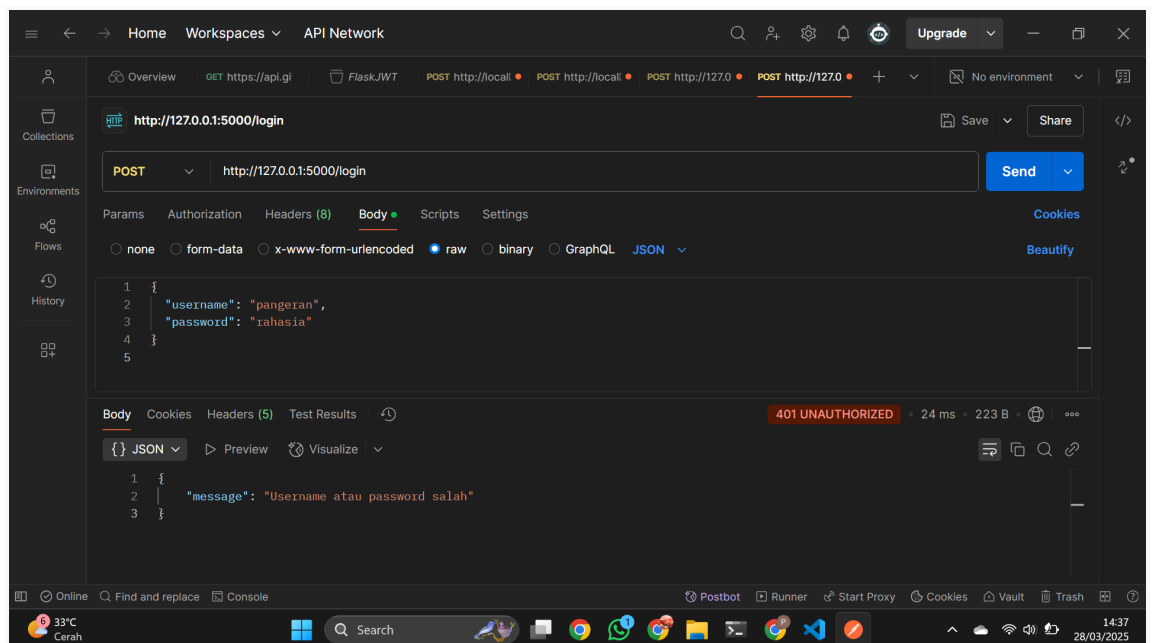 Home Workspaces API Network Upgrade
Overview GET https://api.gi FlaskJWT POST http://locall POST http://locall POST http://127.0 POST http://127.0 No environment
HTTP http://127.0.0.1:5000/login Save Share
Collections
Environments
Flows
History
POST http://127.0.0.1:5000/login Send
Params Authorization Headers (8) Body Scripts Settings Cookies
none form-data x-www-form-urlencoded raw binary GraphQL JSON Beautify
1 {
2 "username": "pangeran",
3 "password": "rahasia"
4 }
5
Body Cookies Headers (5) Test Results 401 UNAUTHORIZED 24 ms 223 B
{} JSON Preview Visualize
1 {
2 "message": "Username atau password salah"
3 }
Online Find and replace Console Postbot Runner Start Proxy Cookies Vault Trash
6 33°C
Cerah
Search
1
P
14:37
28/03/2025